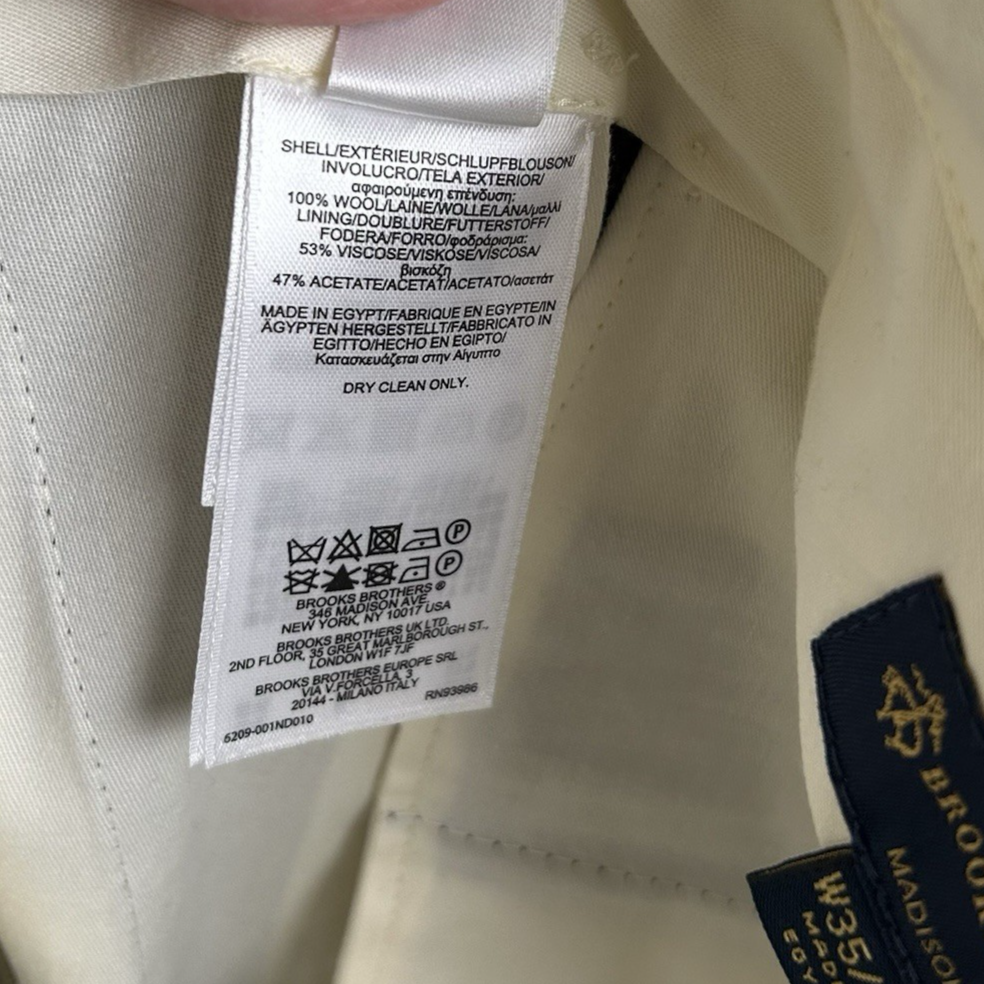 SHELL/EXTÉRIEUR/SCHLUPFBLOUSON/
INVOLUCRO/TELA EXTERIOR/
αφαιρούμενη επένδυση:
100% WOOL/LAINE/WOLLE/LANA/μαλλί
LINING/DOUBLURE/FUTTERSTOFF/
FODERA/FORRO/φοδράρισμα:
53% VISCOSE/VISKOSE/VISCOSA/
βισκόζη
47% ACETATE/ACETAT/ACETATO/ασετάτ
MADE IN EGYPT/FABRIQUE EN EGYPTE/IN
ÄGYPTEN HERGESTELLT/FABBRICATO IN
EGITTO/HECHO EN EGIPTO/
Κατασκευάζεται στην Αίγυπτο
DRY CLEAN ONLY.
P
P
BROOKS BROTHERS ®
346 MADISON AVE.
NEW YORK, NY 10017 USA
BROOKS BROTHERS UK LTD.
2ND FLOOR, 35 GREAT MARLBOROUGH ST.,
LONDON W1F 7JF
BROOKS BROTHERS EUROPE SRL
VIA V.FORCELLA, 3
20144 - MILANO ITALY
RN93986
6209-001ND010
BROOK
MADISON
W35/
MAD
EGY